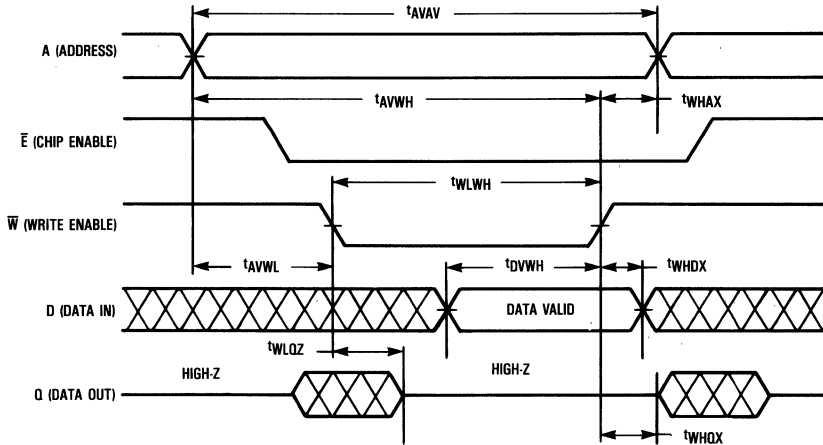 tAVAV
A (ADDRESS)
tAVWH
tWHAX
E̅ (CHIP ENABLE)
tWLWH
W̅ (WRITE ENABLE)
tAVWL
tDVWH
tWHDX
D (DATA IN)
DATA VALID
tWLQZ
HIGH-Z
HIGH-Z
Q (DATA OUT)
tWHQX